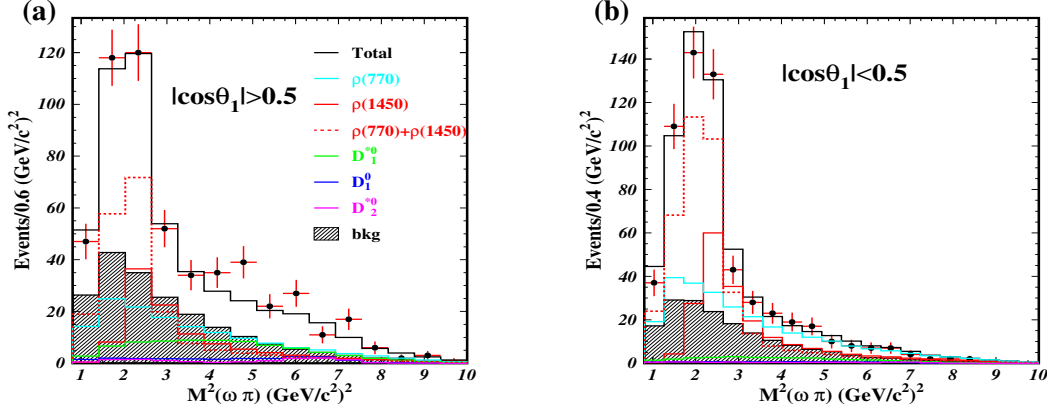 (a)
|cosθ₁|>0.5
Total
ρ(770)
ρ(1450)
ρ(770)+ρ(1450)
D*⁰₁
D⁰₁
D*⁰₂
bkg
Events/0.6 (GeV/c²)²
0
20
40
60
80
100
120
1 2 3 4 5 6 7 8 9 10
M²(ω π) (GeV/c²)²
(b)
|cosθ₁|<0.5
Events/0.4 (GeV/c²)²
0
20
40
60
80
100
120
140
1 2 3 4 5 6 7 8 9 10
M²(ω π) (GeV/c²)²